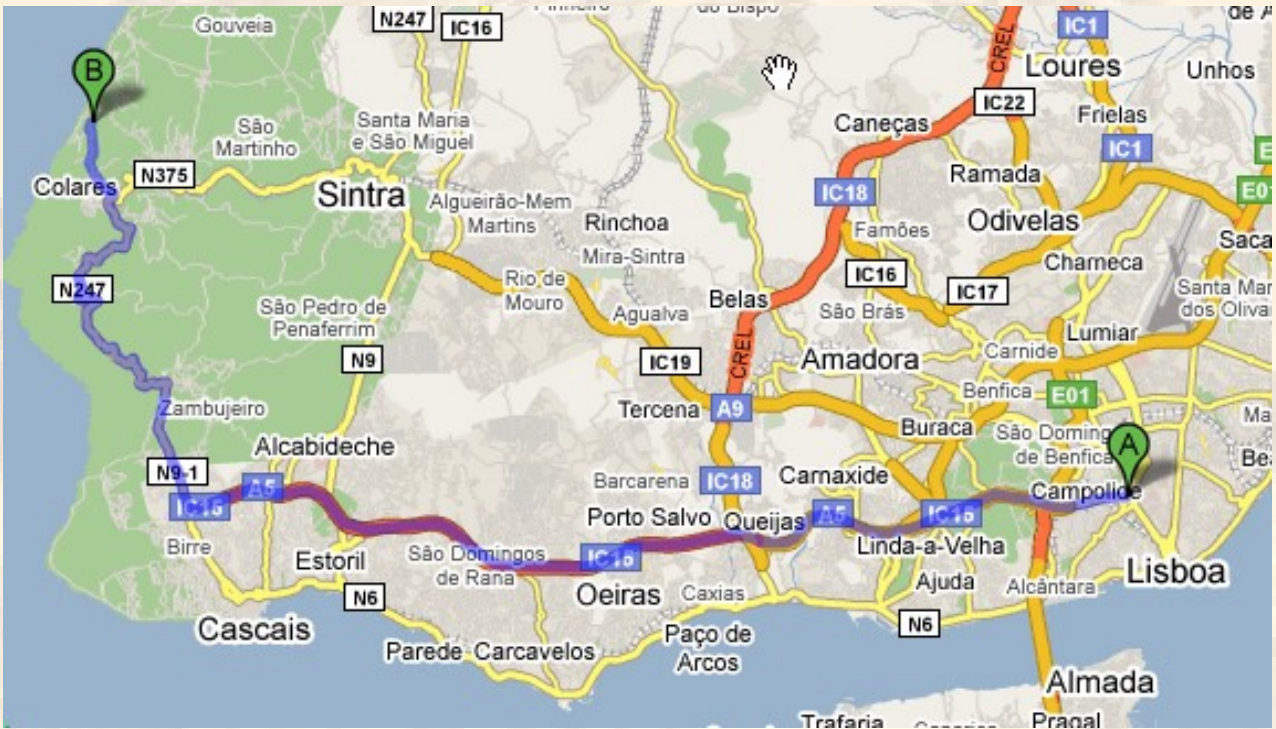 N247
IC16
do Bispo
CREL
IC1
de A
Gouveia
B
Loures
Unhos
IC22
Frielas
Caneças
Santa Maria
e São Miguel
São
Martinho
IC1
E
Ramada
N375
Colares
Sintra
IC18
E01
Algueirão-Mem
Martins
Rinchoa
Odivelas
Famões
Saca
Mira-Sintra
Charneca
IC16
Rio de
Mouro
N247
IC17
Santa Mar
dos Oliva
São Pedro de
Penaferrim
Belas
São Brás
Agualva
Lumiar
N9
IC19
CREL
Amadora
Carnide
Benfica
E01
Zambujeiro
Tercena
A9
Buraca
Ma
São Doming
de Benfica
A
Alcabideche
Be
N9-1
A5
Barcarena
IC18
Carnaxide
Campolide
IC15
Porto Salvo
Queijas
A5
IC15
Birre
Estoril
São Domingos
de Rana
IC15
Linda-a-Velha
Lisboa
Oeiras
Caxias
Ajuda
Alcântara
N6
Cascais
N6
Parede
Carcavelos
Paço de
Arcos
Almada
Trafaria
Pragal